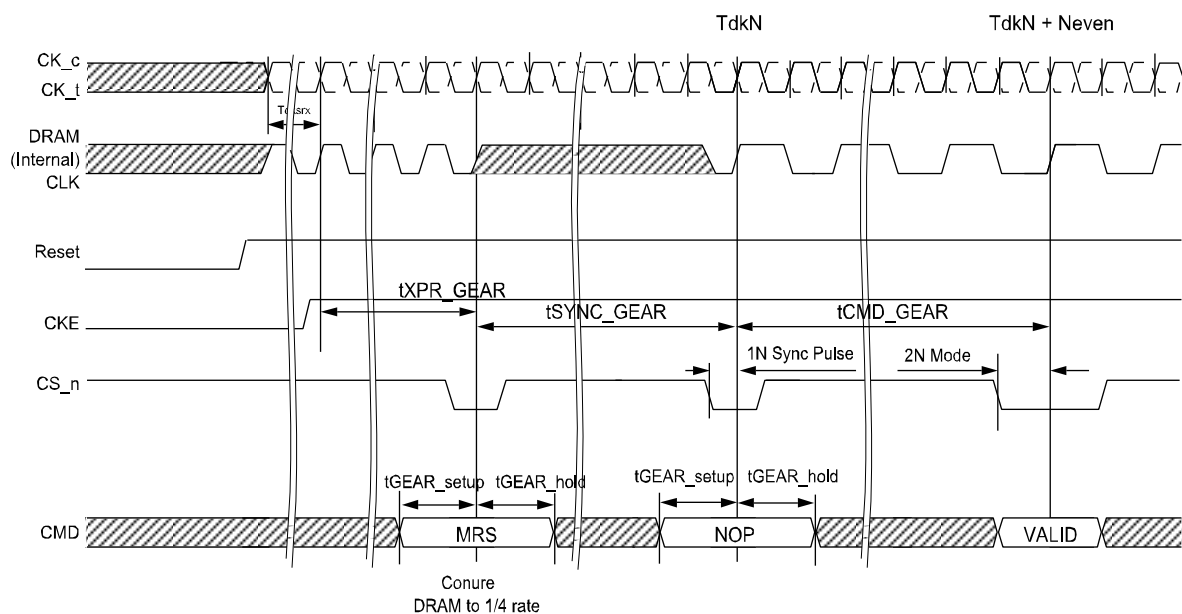 TdkN
TdkN + Neven
CK_c
CK_t
DRAM
(Internal)
CLK
Reset
tXPR_GEAR
CKE
tSYNC_GEAR
tCMD_GEAR
1N Sync Pulse
2N Mode
CS_n
tGEAR_setup
tGEAR_hold
tGEAR_setup
tGEAR_hold
CMD
MRS
NOP
VALID
Conure
DRAM to 1/4 rate